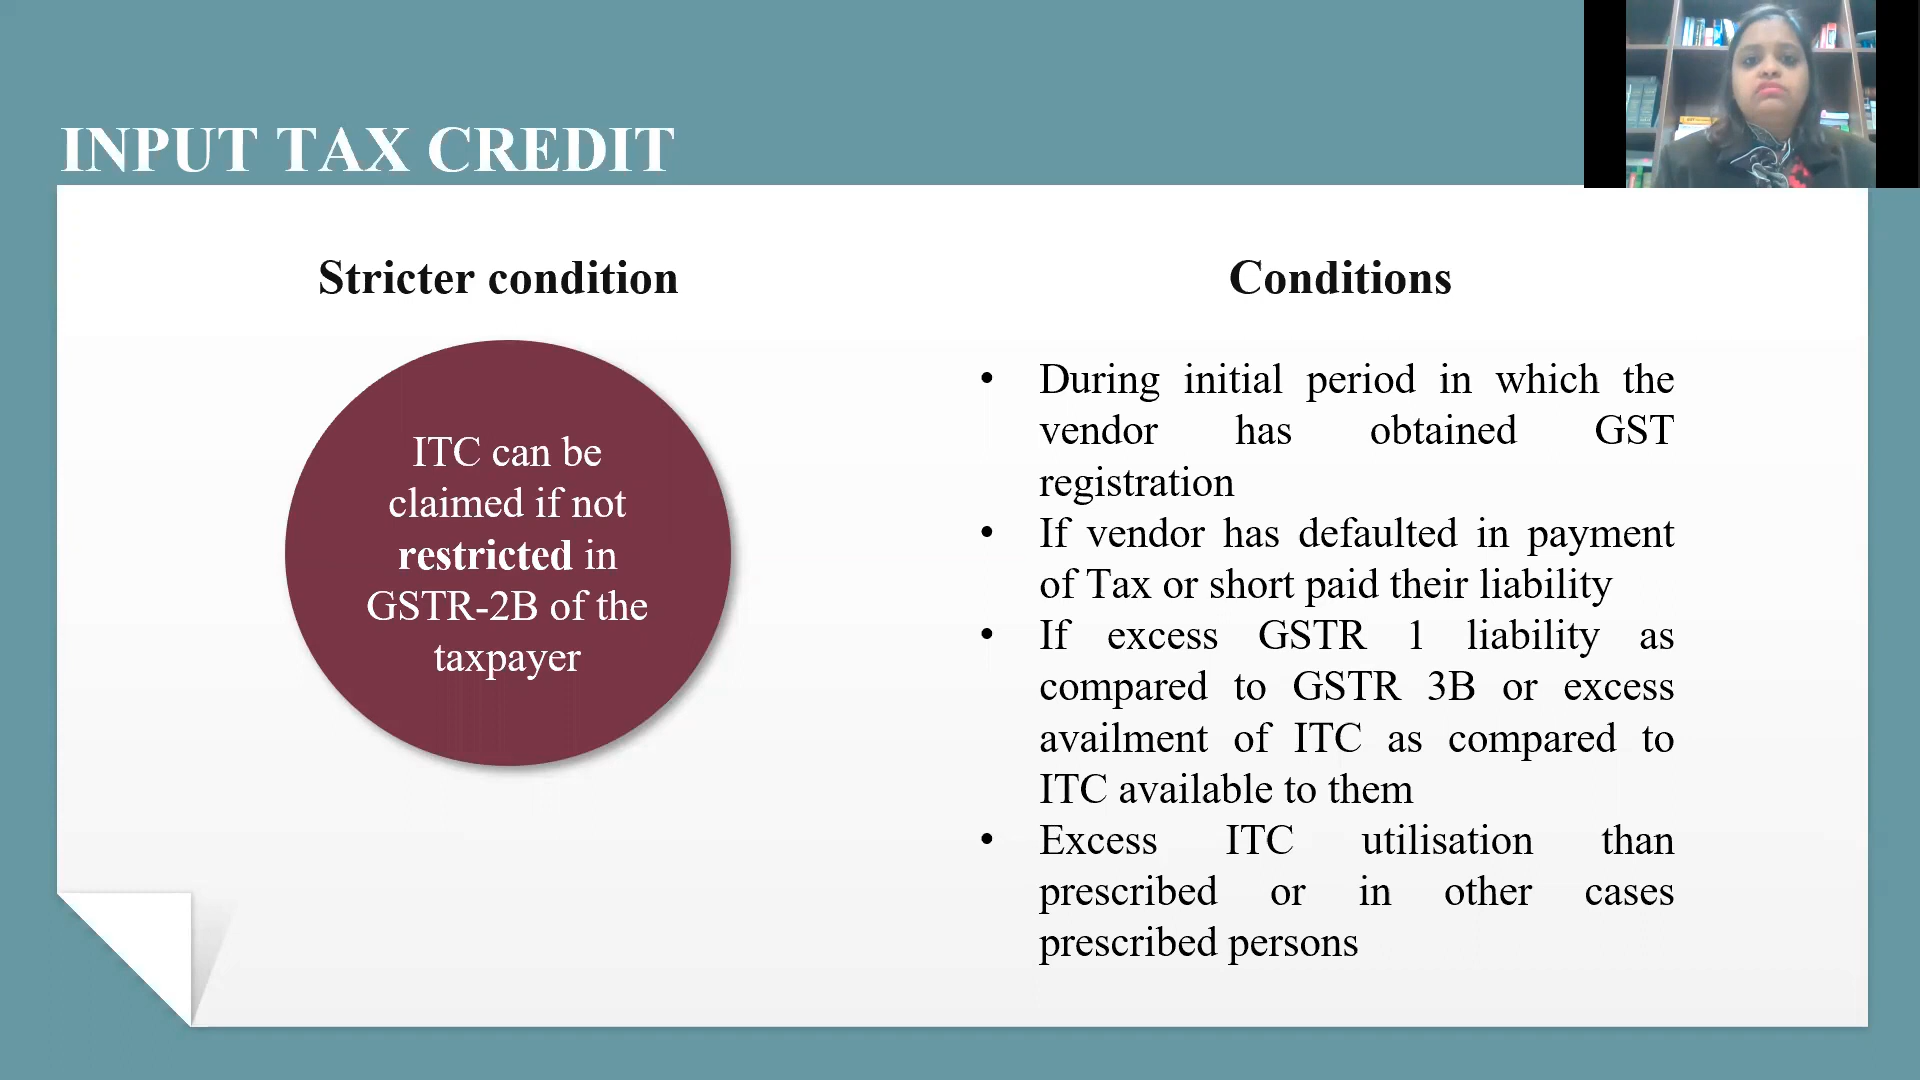 INPUT TAX CREDIT
Stricter condition
ITC can be
claimed if not
restricted in
GSTR-2B of the
taxpayer
Conditions
• During initial period in which the
vendor has obtained GST
registration
• If vendor has defaulted in payment
of Tax or short paid their liability
• If excess GSTR 1 liability as
compared to GSTR 3B or excess
availment of ITC as compared to
ITC available to them
• Excess ITC utilisation than
prescribed or in other cases
prescribed persons